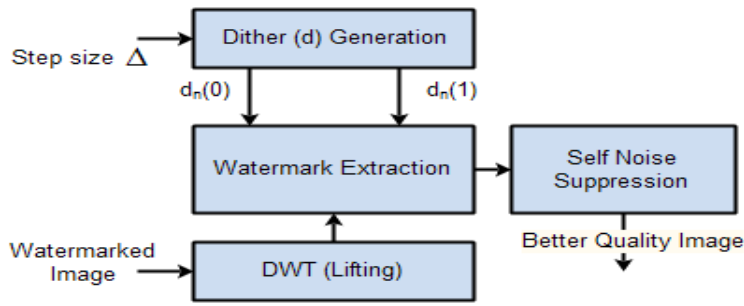 Dither (d) Generation
Step size Δ
dn(0)
dn(1)
Watermark Extraction
Self Noise
Suppression
Watermarked
Image
DWT (Lifting)
Better Quality Image